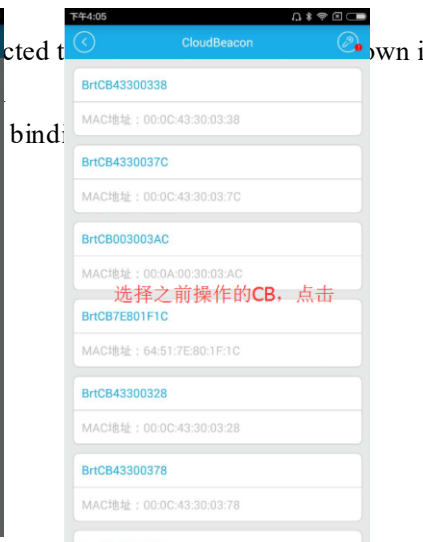 下午4:05
cted t
CloudBeacon
own i
bindi
BrtCB43300338
MAC地址：00:0C:43:30:03:38
BrtCB4330037C
MAC地址：00:0C:43:30:03:7C
BrtCB003003AC
MAC地址：00:0A:00:30:03:AC
选择之前操作的CB，点击
BrtCB7E801F1C
MAC地址：64:51:7E:80:1F:1C
BrtCB43300328
MAC地址：00:0C:43:30:03:28
BrtCB43300378
MAC地址：00:0C:43:30:03:78